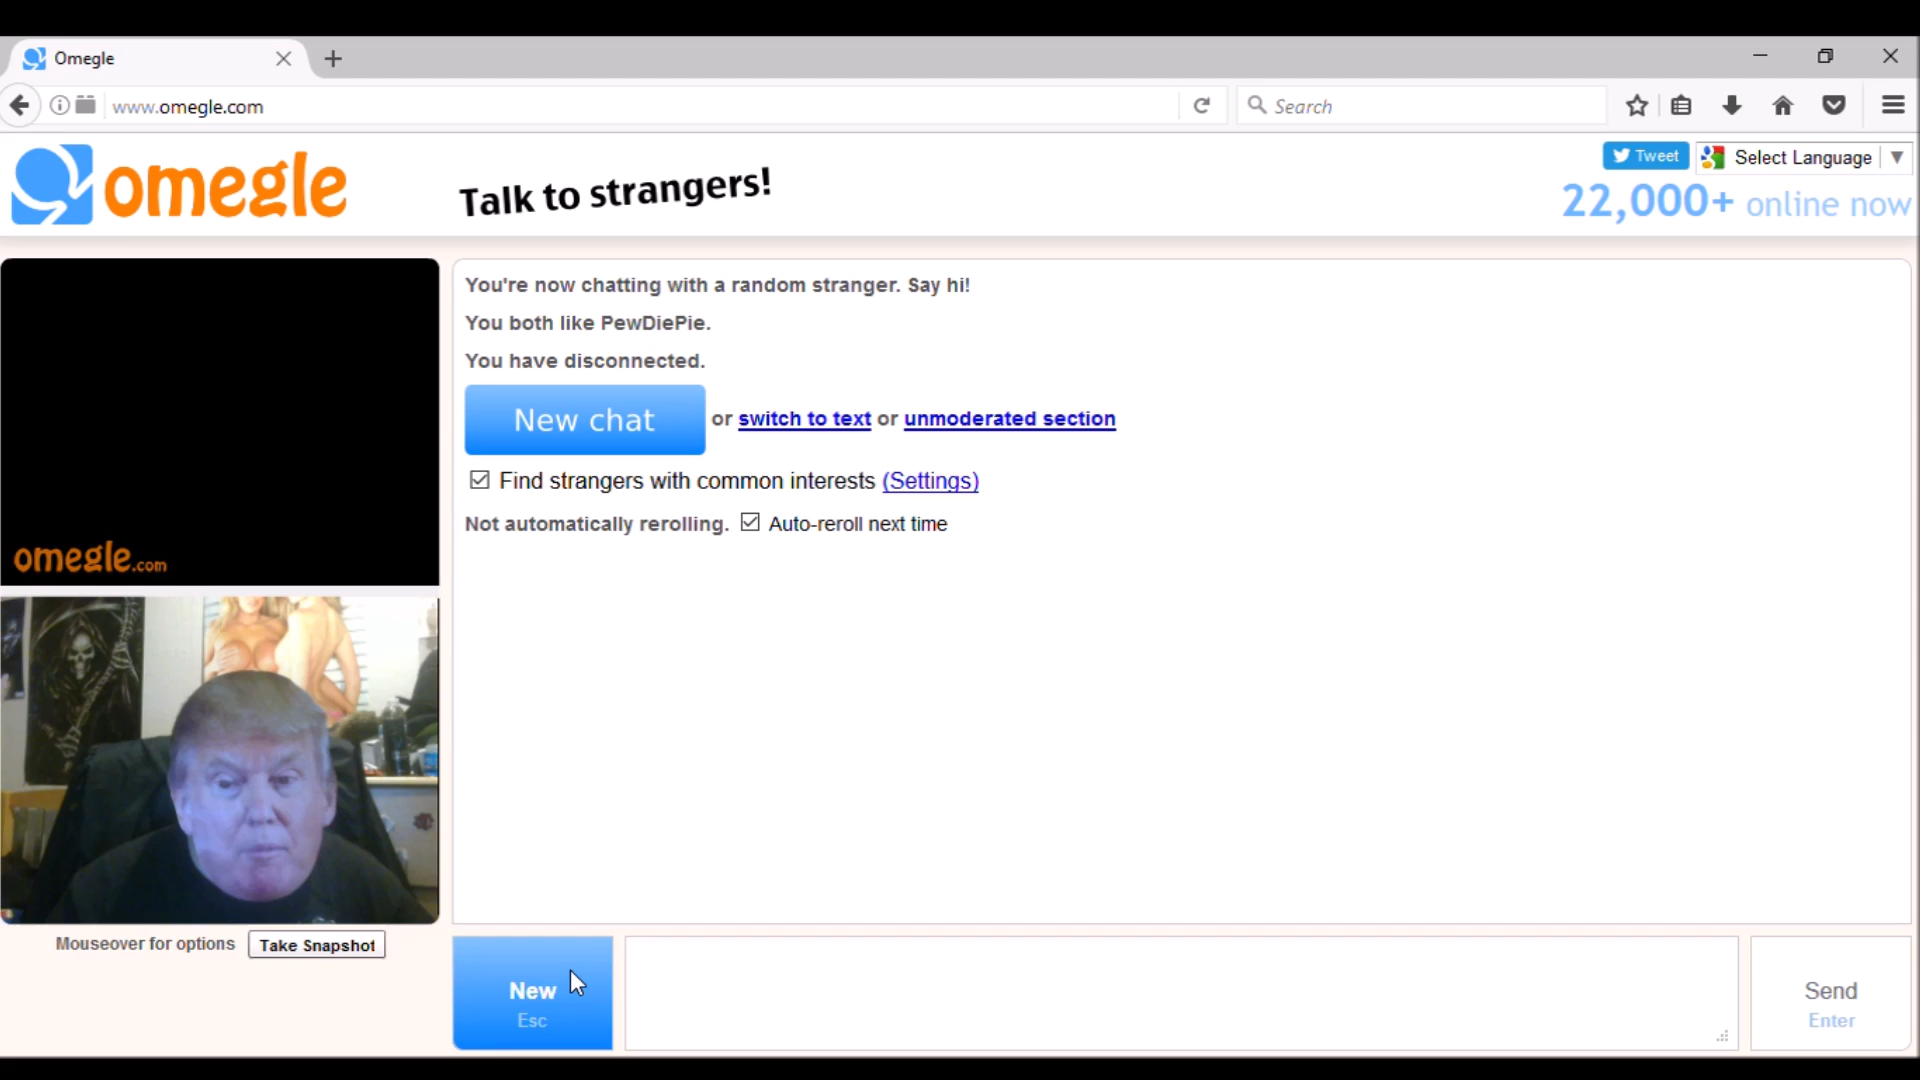 Omegle
www.omegle.com
Search
omegle
Talk to strangers!
Tweet
Select Language
22,000+ online now
You're now chatting with a random stranger. Say hi!
You both like PewDiePie.
You have disconnected.
New chat or switch to text or unmoderated section
Find strangers with common interests (Settings)
Not automatically rerolling. Auto-reroll next time
omegle.com
Mouseover for options
Take Snapshot
New
Esc
Send
Enter